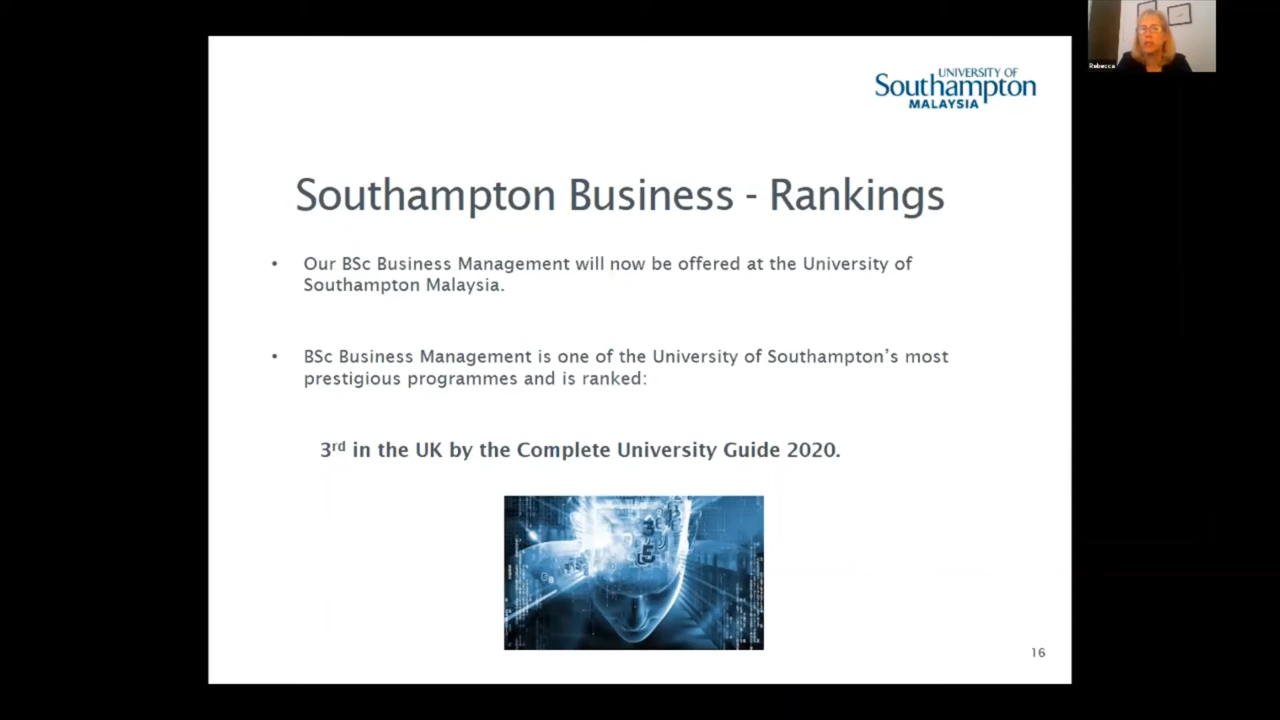 Rebecca
UNIVERSITY OF
Southampton
MALAYSIA
Southampton Business - Rankings
• Our BSc Business Management will now be offered at the University of
Southampton Malaysia.
• BSc Business Management is one of the University of Southampton’s most
prestigious programmes and is ranked:
3rd in the UK by the Complete University Guide 2020.
16